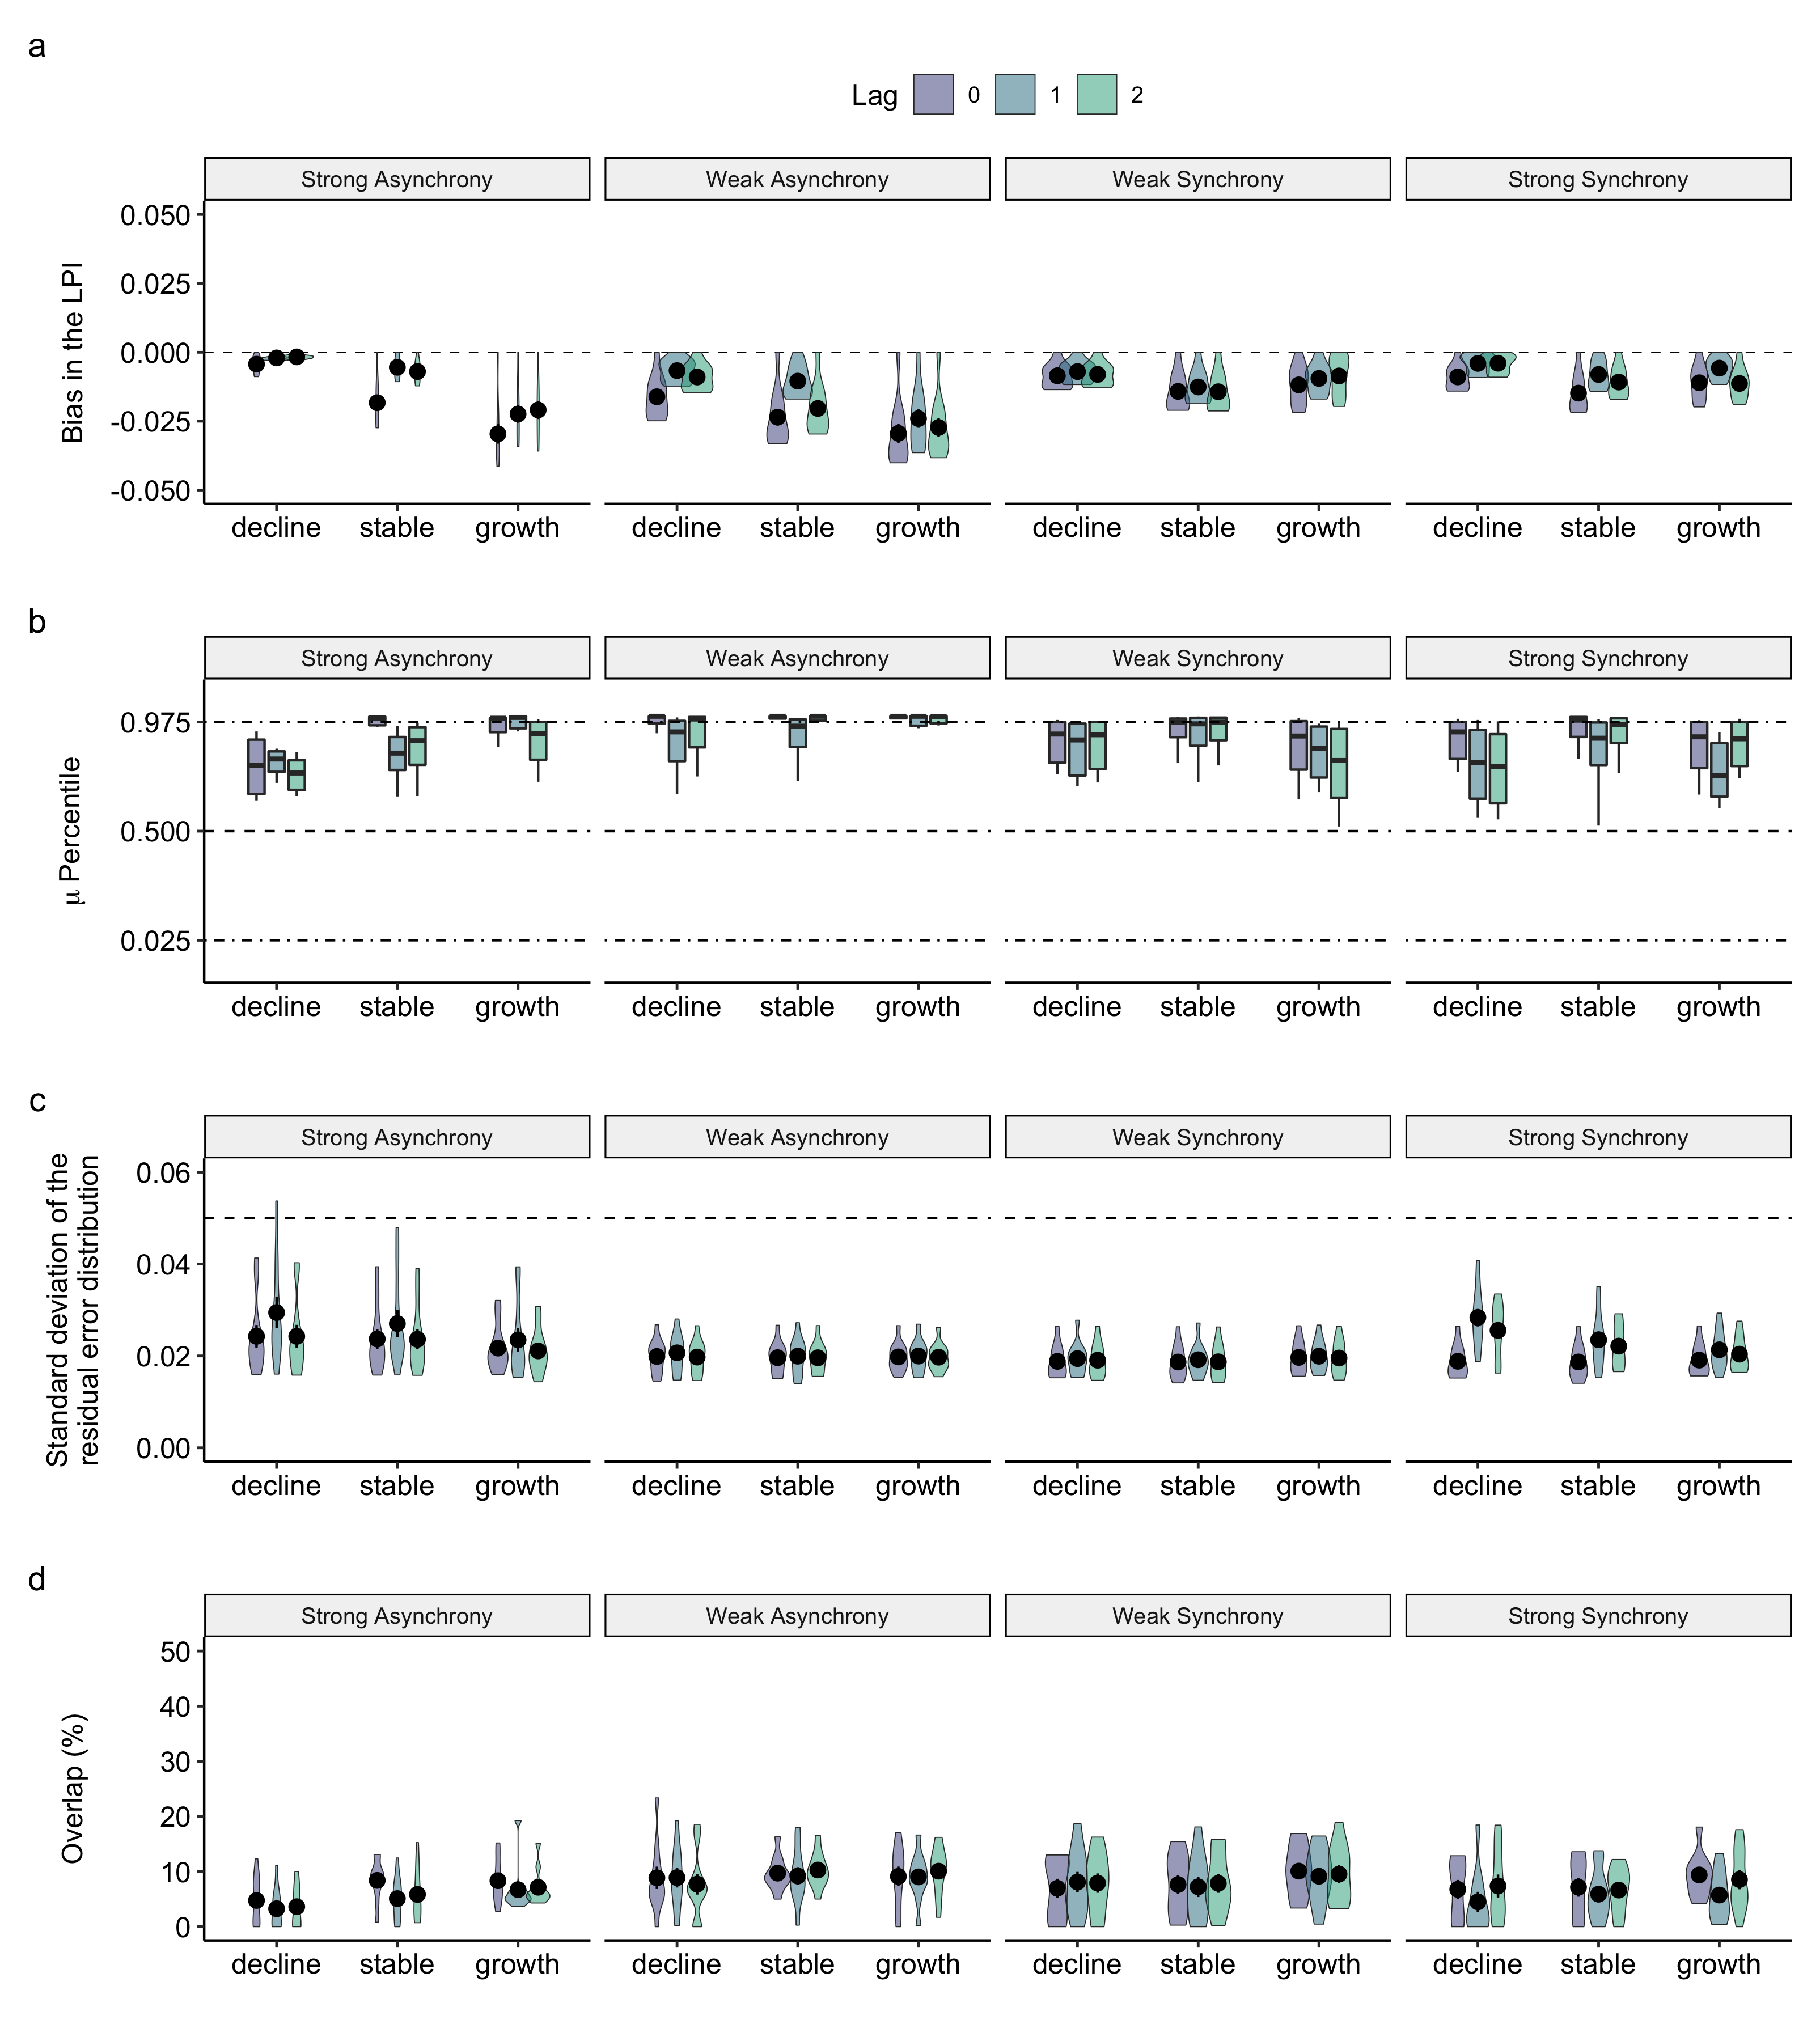 a
Lag 0 1 2
Strong Asynchrony Weak Asynchrony Weak Synchrony Strong Synchrony
Bias in the LPI
0.050
0.025
0.000
-0.025
-0.050
decline stable growth decline stable growth decline stable growth decline stable growth
b
Strong Asynchrony Weak Asynchrony Weak Synchrony Strong Synchrony
μ Percentile
0.975
0.500
0.025
decline stable growth decline stable growth decline stable growth decline stable growth
c
Strong Asynchrony Weak Asynchrony Weak Synchrony Strong Synchrony
Standard deviation of the
residual error distribution
0.06
0.04
0.02
0.00
decline stable growth decline stable growth decline stable growth decline stable growth
d
Strong Asynchrony Weak Asynchrony Weak Synchrony Strong Synchrony
Overlap (%)
50
40
30
20
10
0
decline stable growth decline stable growth decline stable growth decline stable growth